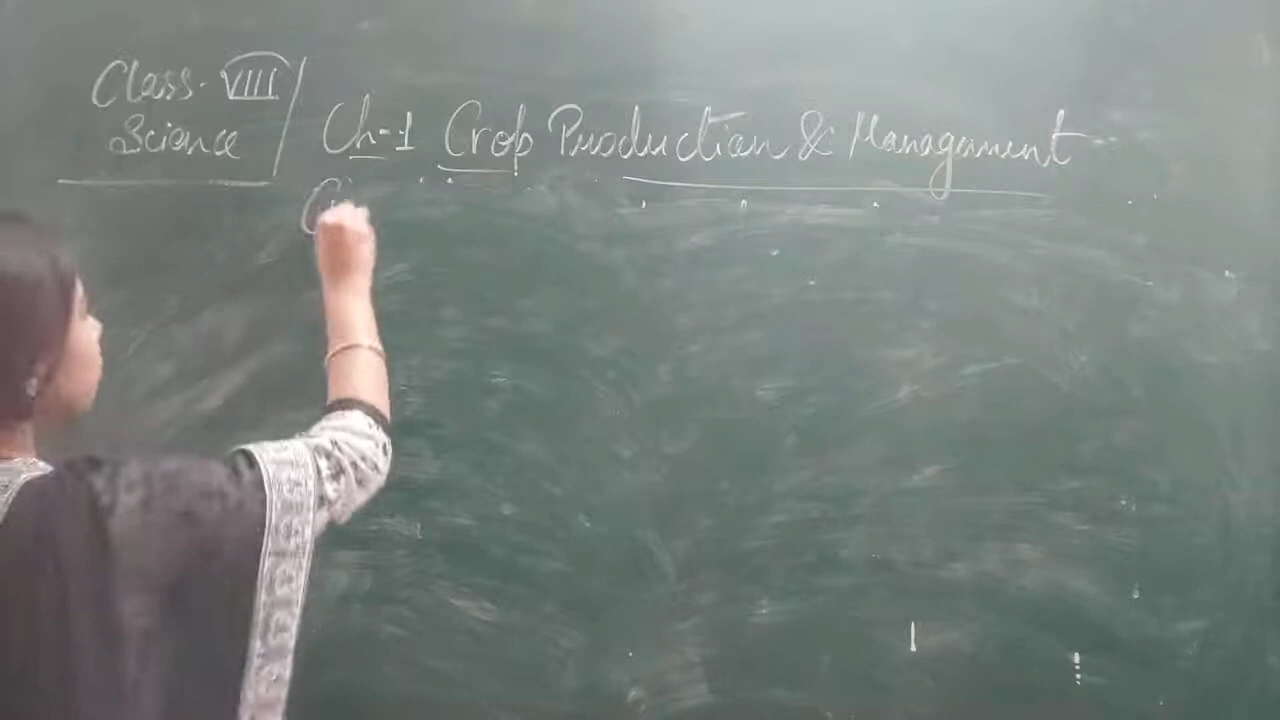 Class- VIII
Science
Ch-1 Crop Production & Management